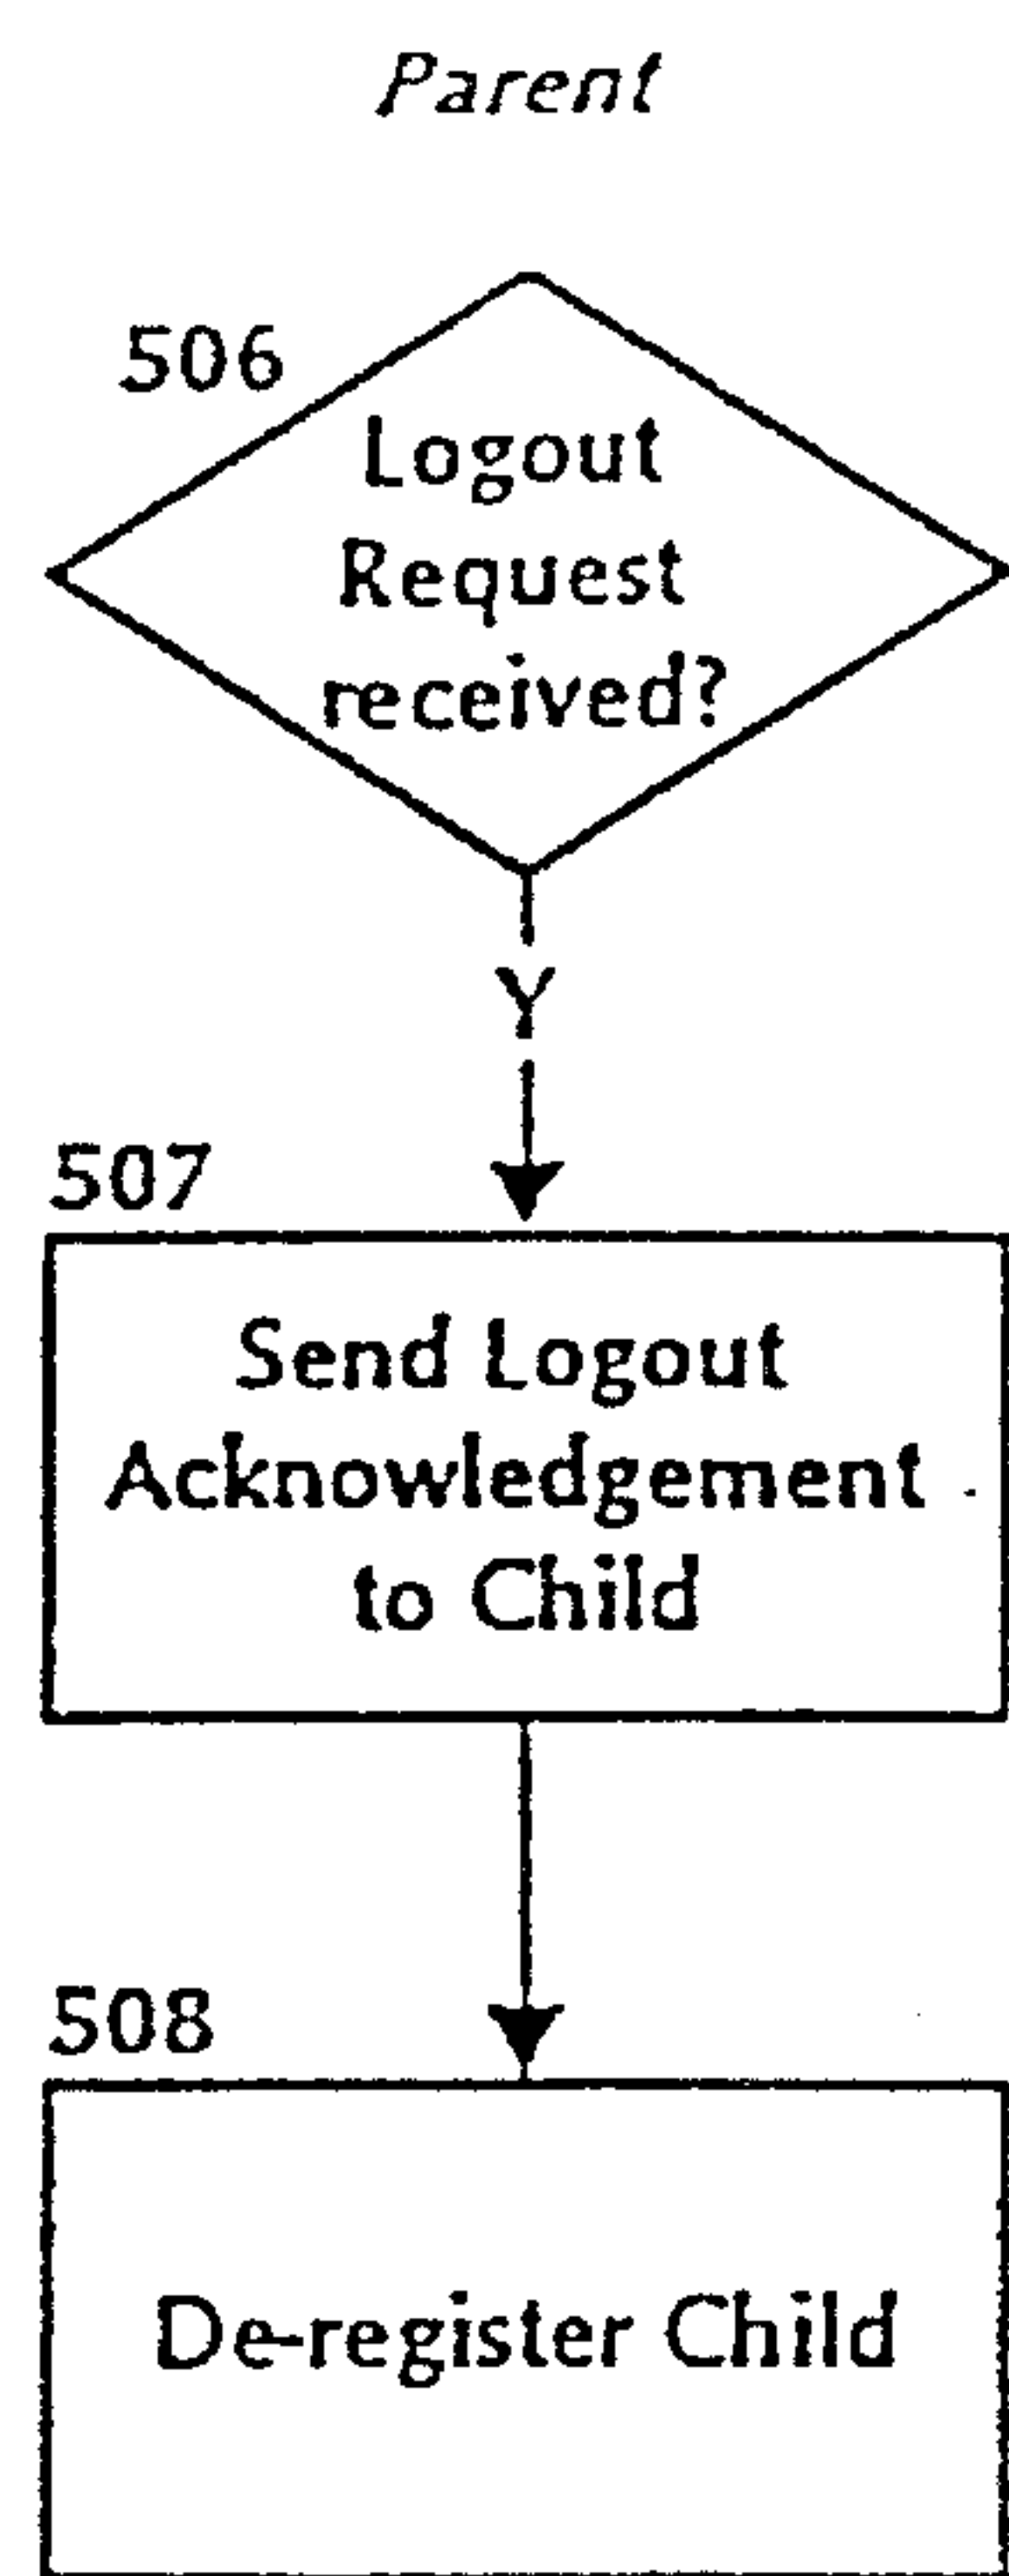 Parent
506
Logout
Request
received?
Y
507
Send Logout
Acknowledgement
to Child
508
De-register Child